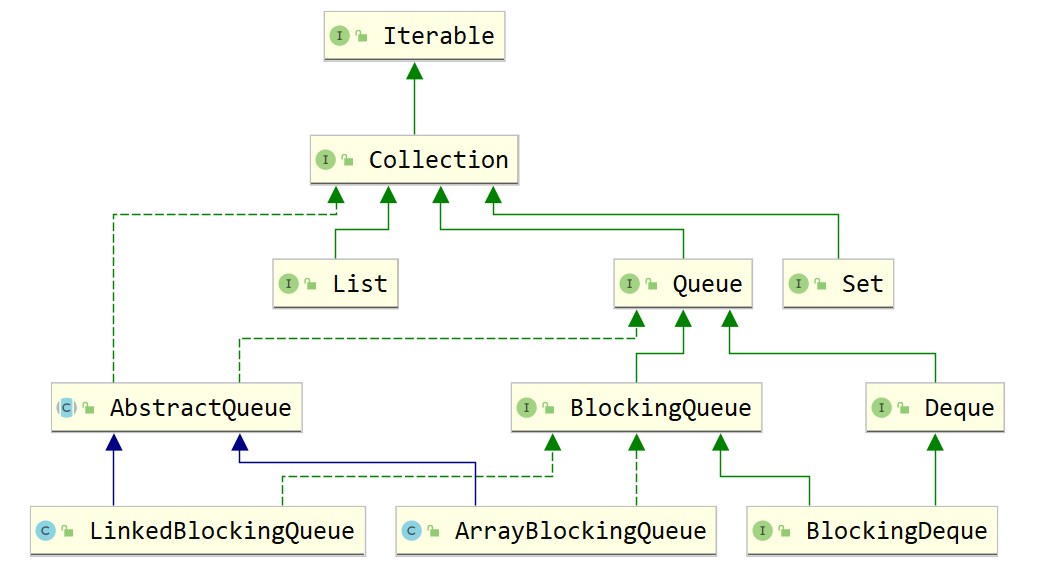 I Iterable
I Collection
I List
I Queue
I Set
C AbstractQueue
I BlockingQueue
I Deque
C LinkedBlockingQueue
C ArrayBlockingQueue
I BlockingDeque